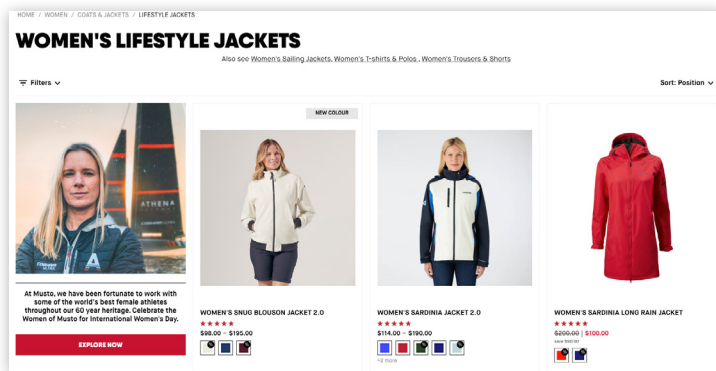 HOME / WOMEN / COATS & JACKETS / LIFESTYLE JACKETS
WOMEN'S LIFESTYLE JACKETS
Also see Women's Sailing Jackets, Women's T-shirts & Polos , Women's Trousers & Shorts
Filters
Sort: Position
ATHENA
At Musto, we have been fortunate to work with
some of the world's best female athletes
throughout our 60 year heritage. Celebrate the
Women of Musto for International Women's Day.
EXPLORE NOW
NEW COLOUR
WOMEN'S SNUG BLOUSON JACKET 2.0
$98.00 - $195.00
WOMEN'S SARDINIA JACKET 2.0
$114.00 - $190.00
+2 more
WOMEN'S SARDINIA LONG RAIN JACKET
$200.00 | $100.00